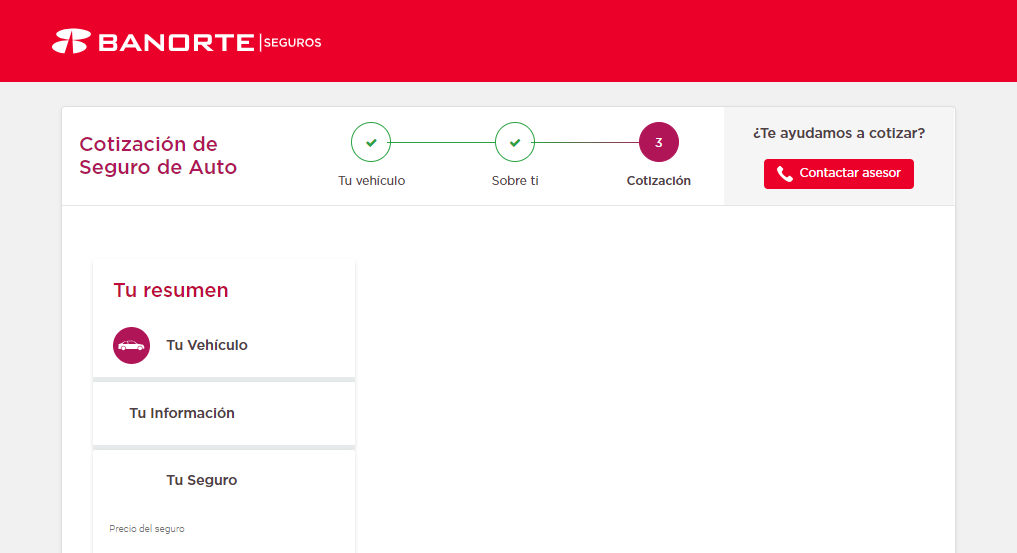 BANORTE | SEGUROS
Cotización de
Seguro de Auto
Tu vehículo
Sobre ti
3
Cotización
¿Te ayudamos a cotizar?
Contactar asesor
Tu resumen
Tu Vehículo
Tu Información
Tu Seguro
Precio del seguro